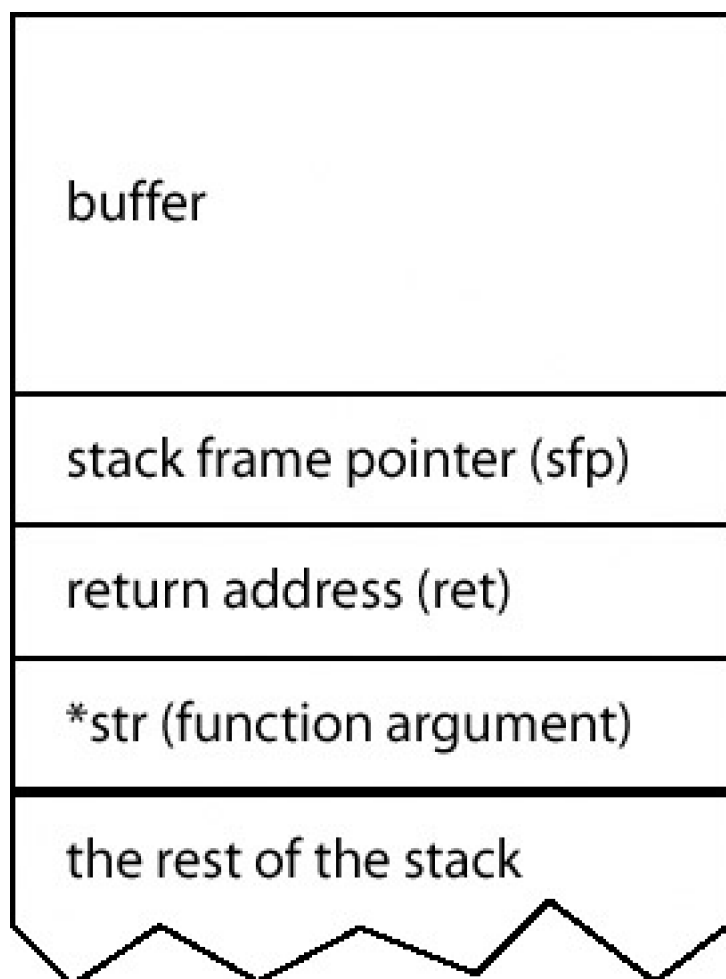 buffer
stack frame pointer (sfp)
return address (ret)
*str (function argument)
the rest of the stack